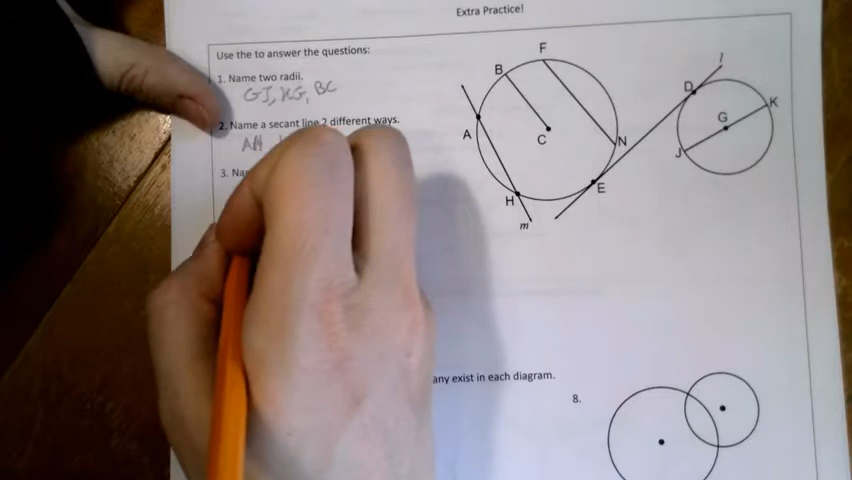 Extra Practice!
Use the to answer the questions:
1. Name two radii.
GJ, KG, BC
2. Name a secant line 2 different ways.
AH
3.
any exist in each diagram.
8.
F
B
A
C
N
H
E
m
l
D
K
G
J